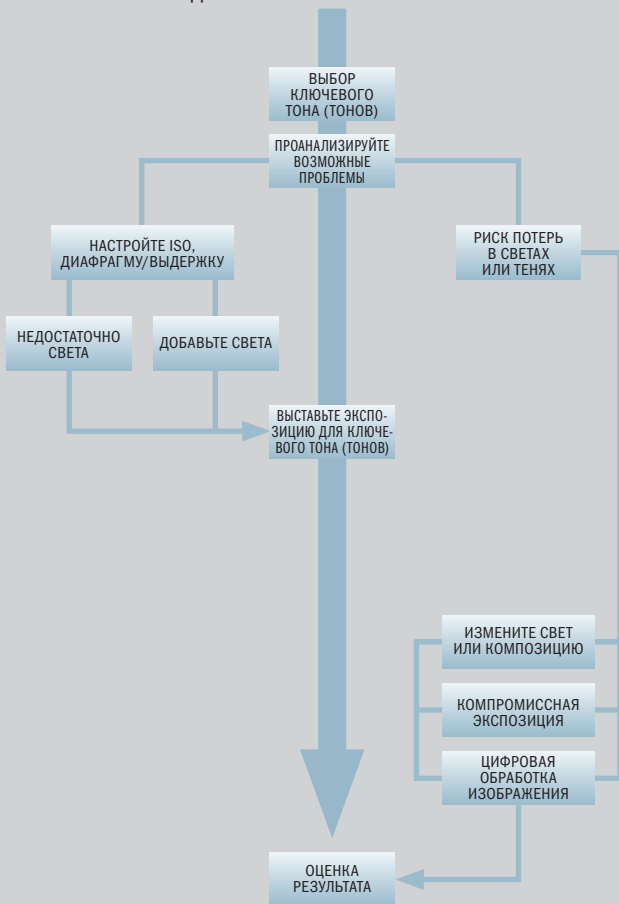 ВЫБОР
КЛЮЧЕВОГО
ТОНА (ТОНОВ)
ПРОАНАЛИЗИРУЙТЕ
ВОЗМОЖНЫЕ
ПРОБЛЕМЫ
НАСТРОЙТЕ ISO,
ДИАФРАГМУ/ВЫДЕРЖКУ
РИСК ПОТЕРЬ
В СВЕТАХ
ИЛИ ТЕНЯХ
НЕДОСТАТОЧНО
СВЕТА
ДОБАВЬТЕ СВЕТА
ВЫСТАВЬТЕ ЭКСПО-
ЗИЦИЮ ДЛЯ КЛЮЧЕ-
ВОГО ТОНА (ТОНОВ)
ИЗМЕНИТЕ СВЕТ
ИЛИ КОМПОЗИЦИЮ
КОМПРОМИССНАЯ
ЭКСПОЗИЦИЯ
ЦИФРОВАЯ
ОБРАБОТКА
ИЗОБРАЖЕНИЯ
ОЦЕНКА
РЕЗУЛЬТАТА